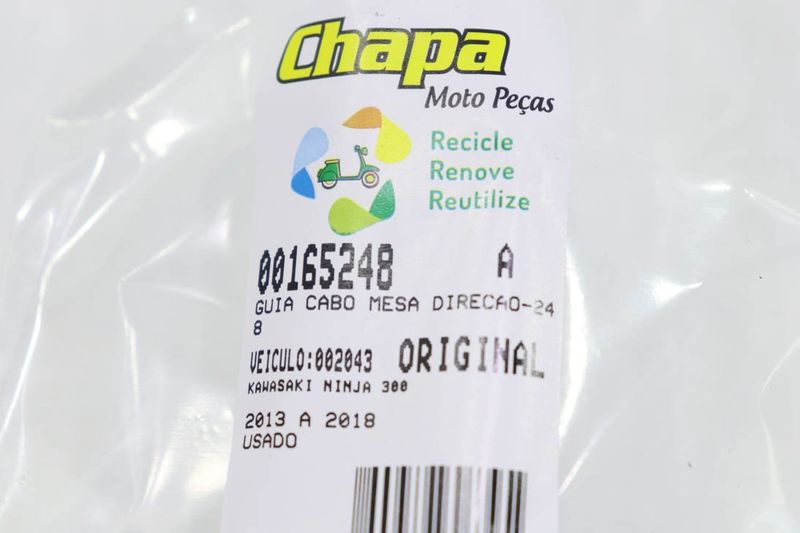 Chapa
Moto Peças
Recicle
Renove
Reutilize
00165248 A
GUIA CABO MESA DIRECAO-24
8
VEICULO:002043 ORIGINAL
KAWASAKI NINJA 300
2013 A 2018
USADO